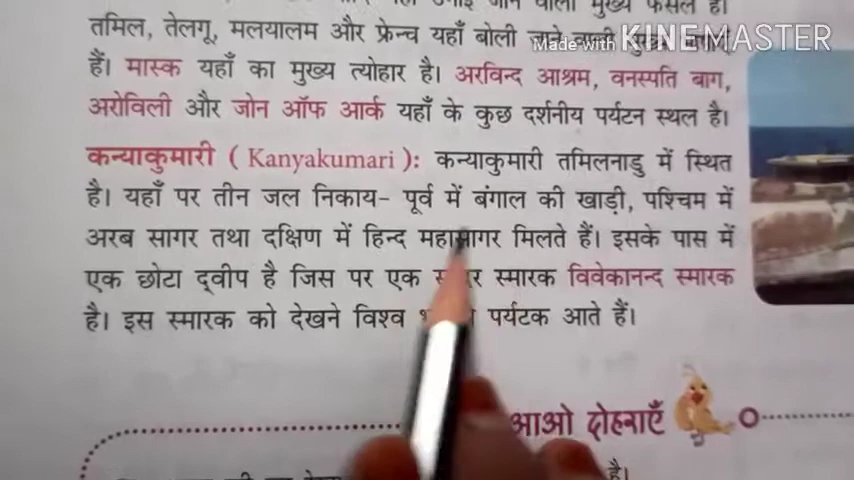 तमिल, तेलगू, मलयालम और फ्रेन्च यहाँ बोली जाने वाली मुख्य
Made with KINEMASTER
हैं। मास्क यहाँ का मुख्य त्योहार है। अरविन्द आश्रम, वनस्पति बाग,
अरोविली और जोन ऑफ आर्क यहाँ के कुछ दर्शनीय पर्यटन स्थल है।
कन्याकुमारी ( Kanyakumari ): कन्याकुमारी तमिलनाडु में स्थित
है। यहाँ पर तीन जल निकाय– पूर्व में बंगाल की खाड़ी, पश्चिम में
अरब सागर तथा दक्षिण में हिन्द महासागर मिलते हैं। इसके पास में
एक छोटा द्वीप है जिस पर एक स्मारक विवेकानन्द स्मारक
है। इस स्मारक को देखने विश्व पर्यटक आते हैं।
आओ दोहराएँ
है।